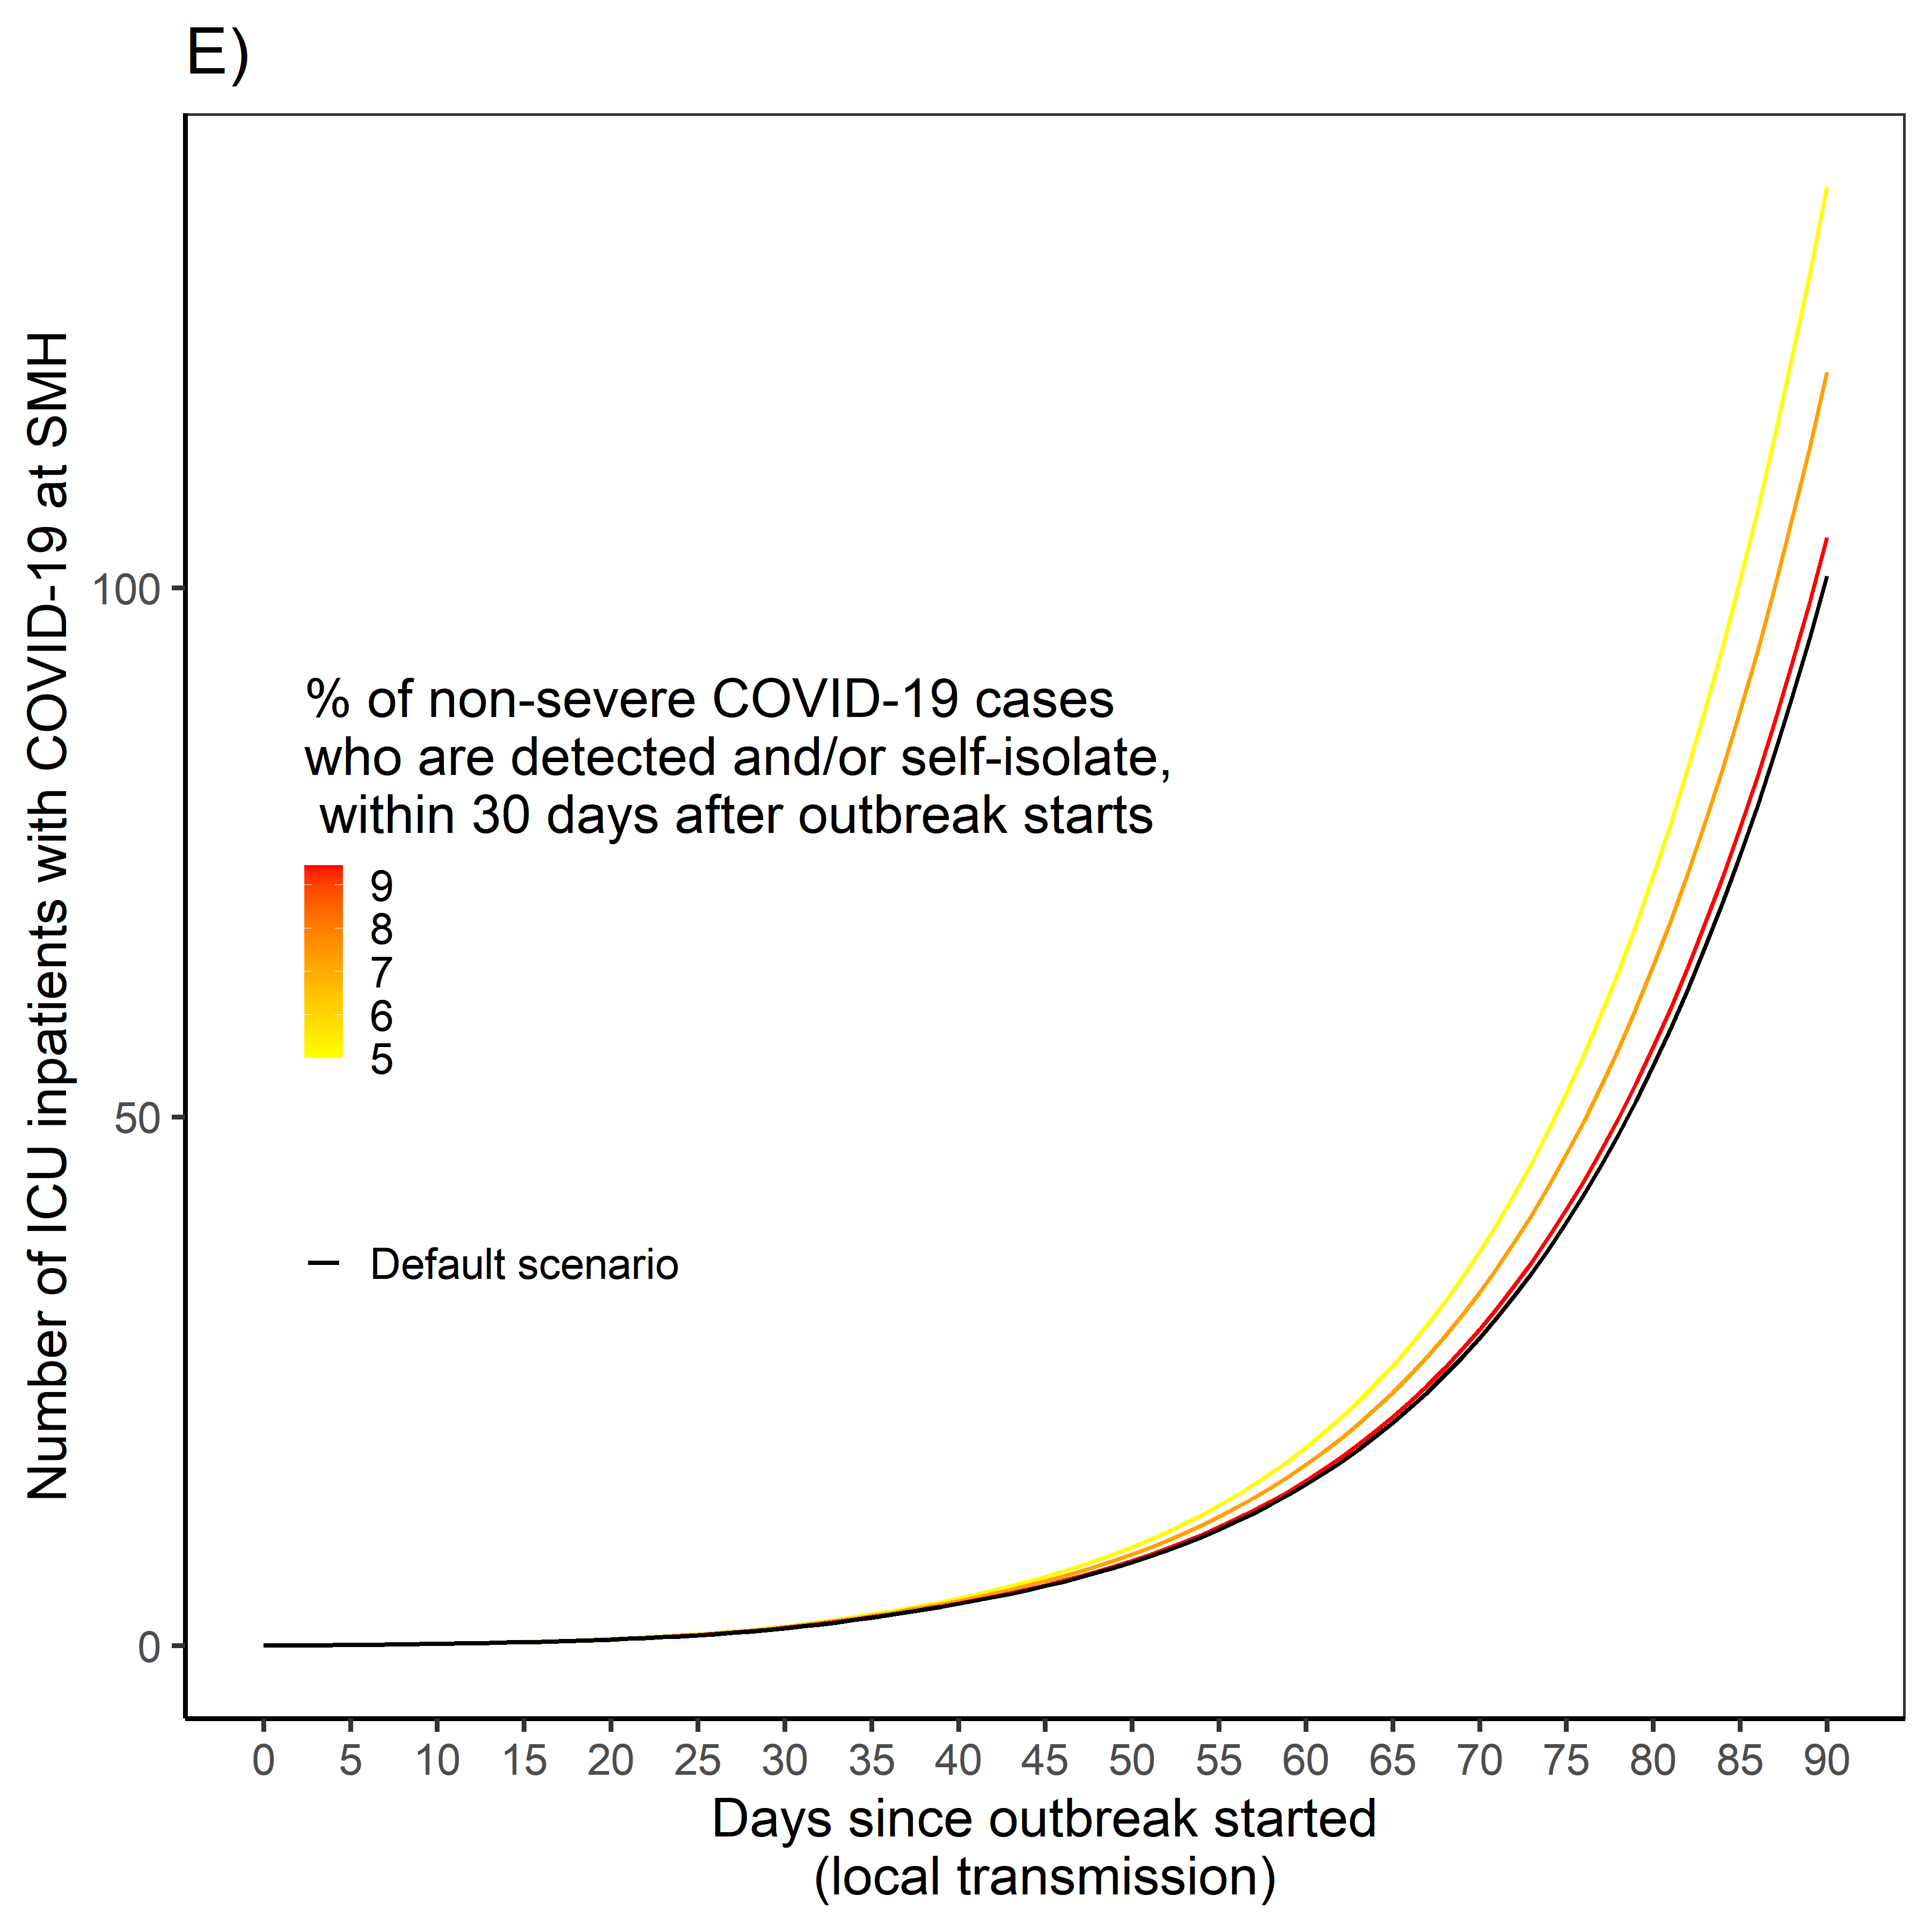 E)
Number of ICU inpatients with COVID-19 at SMH
100
50
0
% of non-severe COVID-19 cases
who are detected and/or self-isolate,
within 30 days after outbreak starts
9
8
7
6
5
Default scenario
0 5 10 15 20 25 30 35 40 45 50 55 60 65 70 75 80 85 90
Days since outbreak started
(local transmission)